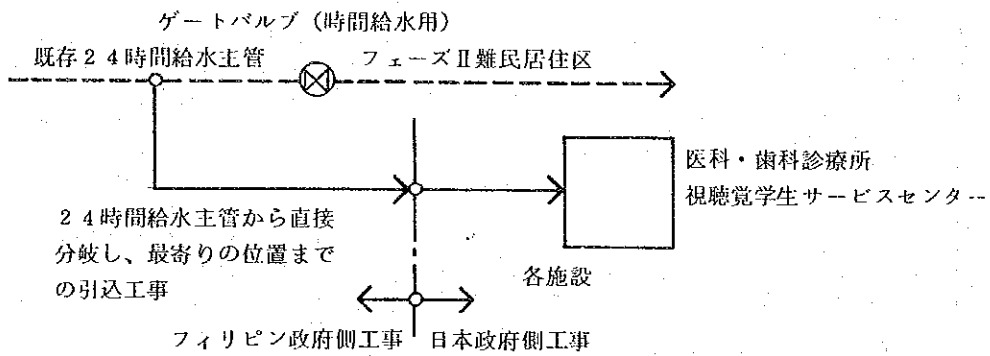 ゲートバルブ（時間給水用）
既存２４時間給水主管
フェーズⅡ難民居住区
医科・歯科診療所
視聴覚学生サービスセンター
２４時間給水主管から直接
分岐し、最寄りの位置まで
の引込工事
各施設
フィリピン政府側工事
日本政府側工事